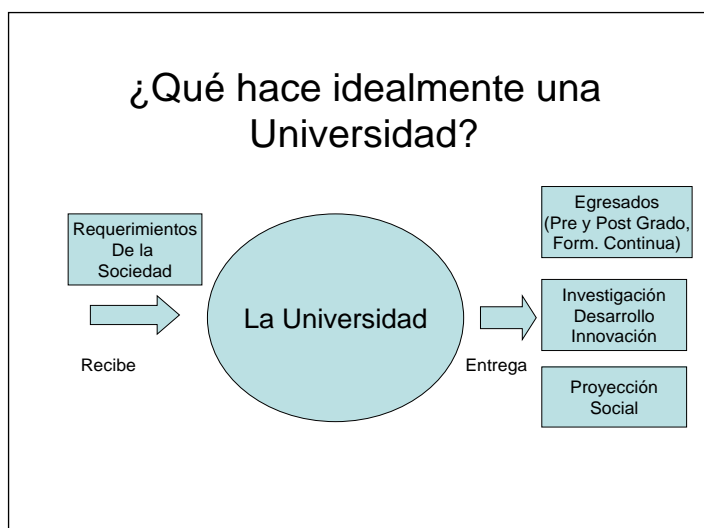 ¿Qué hace idealmente una
Universidad?
Requerimientos
De la
Sociedad
Recibe
La Universidad
Entrega
Egresados
(Pre y Post Grado,
Form. Continua)
Investigación
Desarrollo
Innovación
Proyección
Social